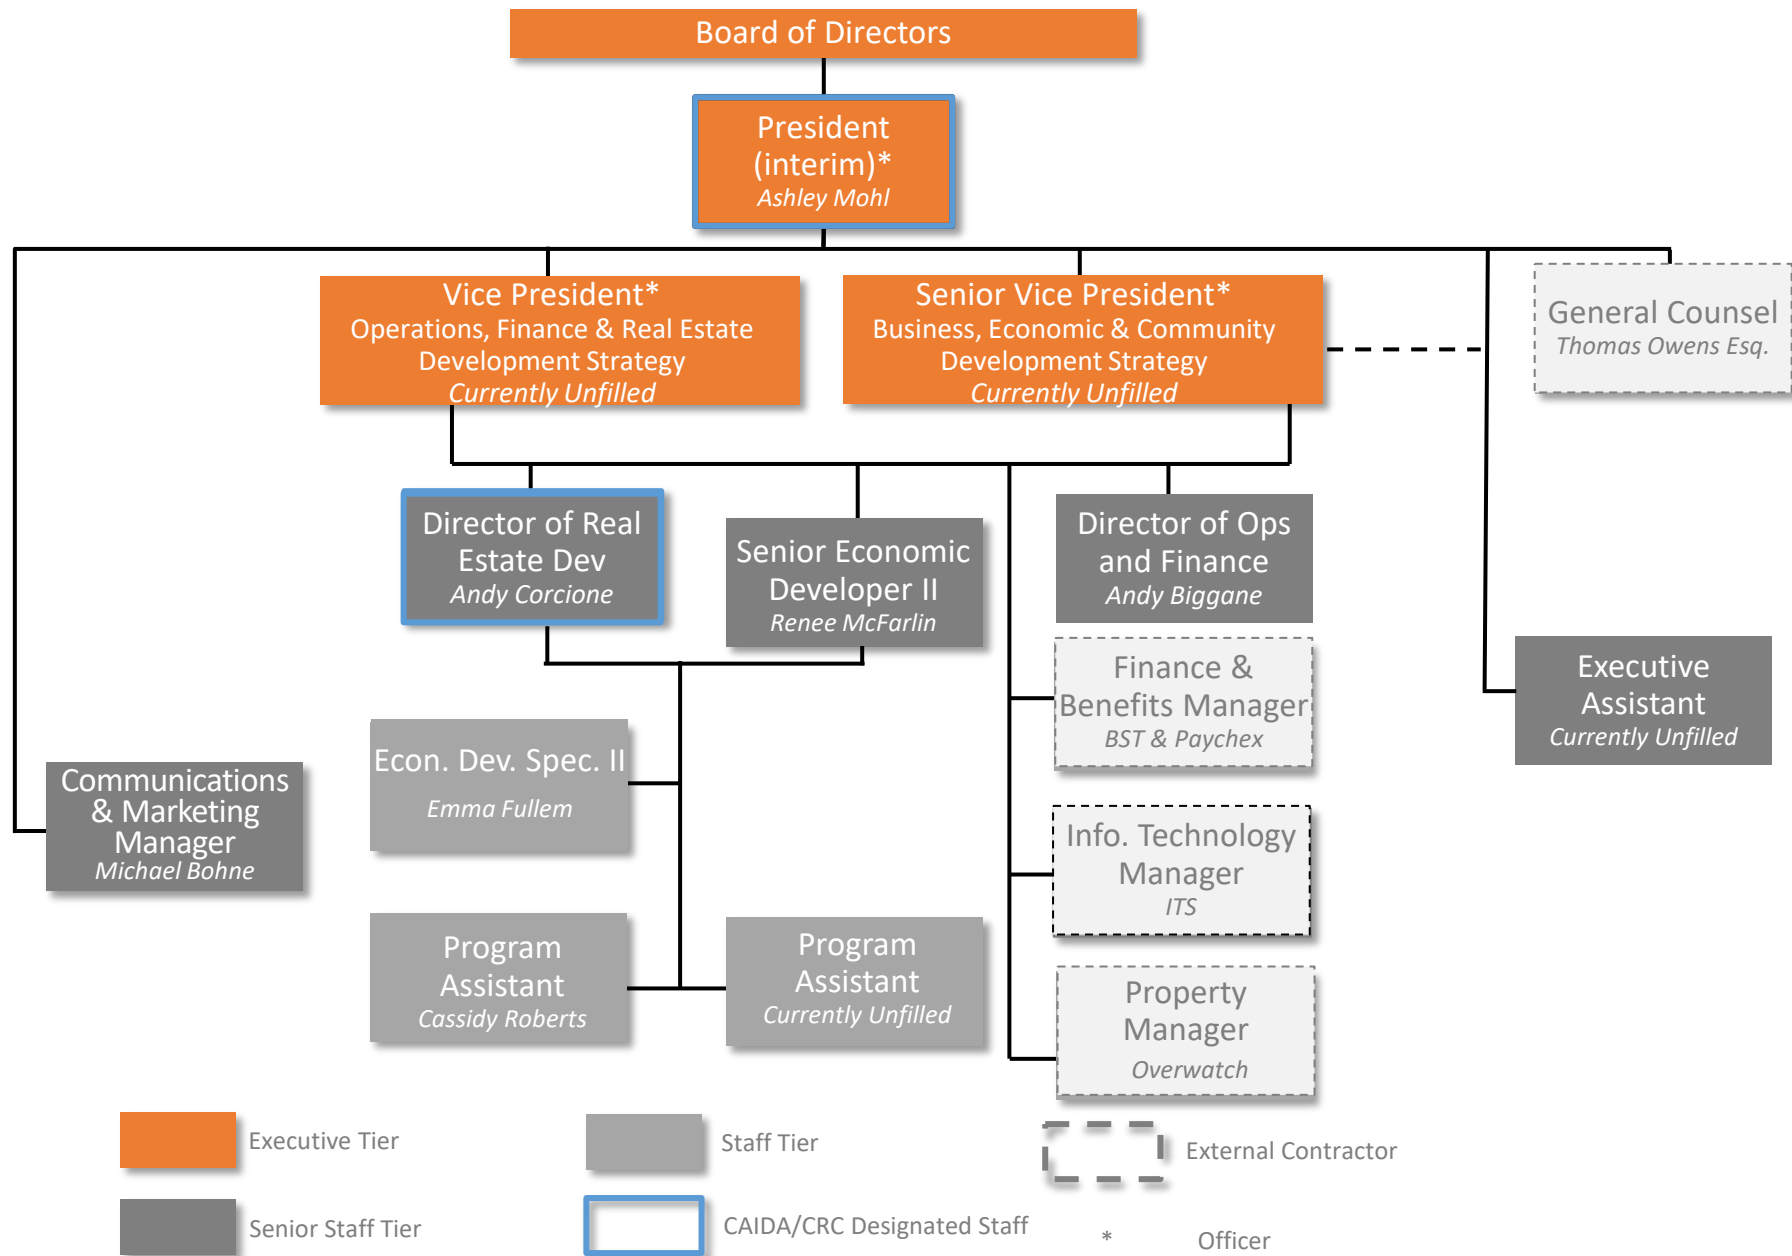 Board of Directors
President
(interim)*
Ashley Mohl
Vice President*
Operations, Finance & Real Estate
Development Strategy
Currently Unfilled
Senior Vice President*
Business, Economic & Community
Development Strategy
Currently Unfilled
General Counsel
Thomas Owens Esq.
Director of Real
Estate Dev
Andy Corcione
Senior Economic
Developer II
Renee McFarlin
Director of Ops
and Finance
Andy Biggane
Finance &
Benefits Manager
BST & Paychex
Executive
Assistant
Currently Unfilled
Econ. Dev. Spec. II
Emma Fullem
Communications
& Marketing
Manager
Michael Bohne
Info. Technology
Manager
ITS
Program
Assistant
Cassidy Roberts
Program
Assistant
Currently Unfilled
Property
Manager
Overwatch
Executive Tier
Staff Tier
External Contractor
Senior Staff Tier
CAIDA/CRC Designated Staff
* Officer